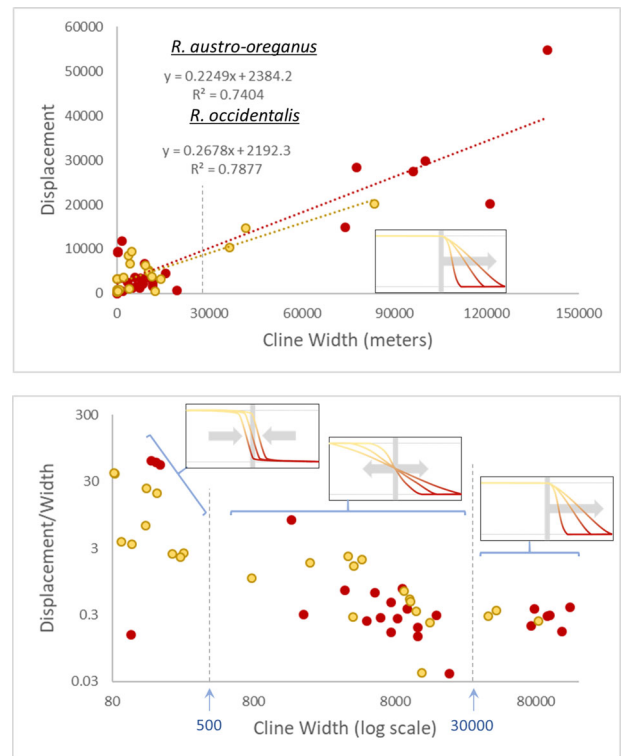 60000
50000
40000
30000
20000
10000
0
Displacement
R. austro-oreganus
y = 0.2249x + 2384.2
R² = 0.7404
R. occidentalis
y = 0.2678x + 2192.3
R² = 0.7877
0 30000 60000 90000 120000 150000
Cline Width (meters)
300
30
3
0.3
0.03
Displacement/Width
80 800 8000 80000
500 Cline Width (log scale) 30000